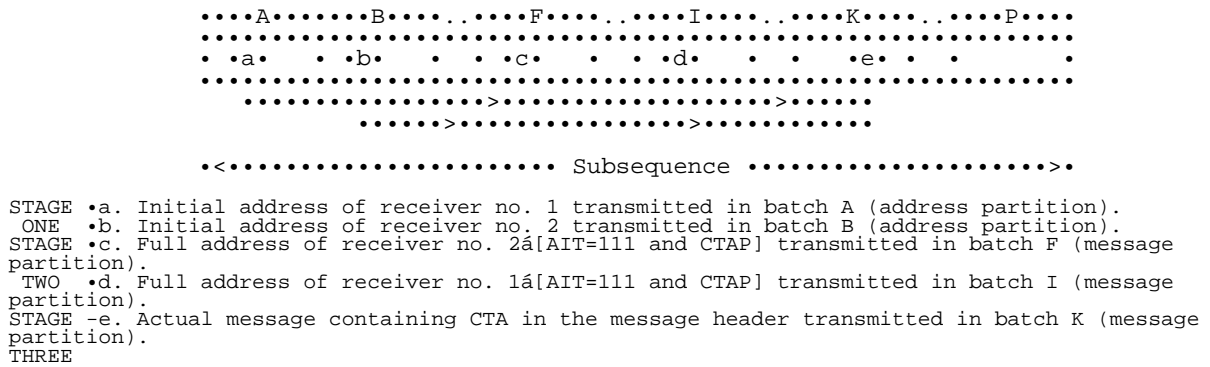 ••••A•••••••B••••..••••F••••..••••I••••..••••K••••..••••P••••
•••••••••••••••••••••••••••••••••••••••••••••••••••••••••••••
• •a•   • •b•   •  • •c•   •  • •d•   •  •   •e• •  •       •
•••••••••••••••••••••••••••••••••••••••••••••••••••••••••••••
•••••••••••••••••>•••••••••••••••••••>••••••
••••••>••••••••••••••••>••••••••••••
•<•••••••••••••••••••••• Subsequence •••••••••••••••••••••>•
STAGE •a. Initial address of receiver no. 1 transmitted in batch A (address partition).
ONE  •b. Initial address of receiver no. 2 transmitted in batch B (address partition).
STAGE •c. Full address of receiver no. 2á[AIT=111 and CTAP] transmitted in batch F (message
partition).
TWO  •d. Full address of receiver no. 1á[AIT=111 and CTAP] transmitted in batch I (message
partition).
STAGE -e. Actual message containing CTA in the message header transmitted in batch K (message
partition).
THREE